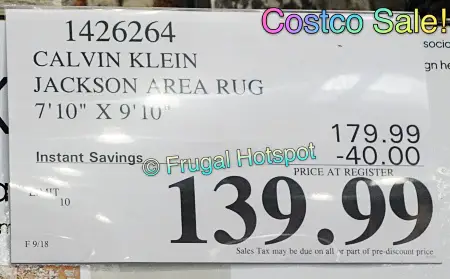 Costco Sale!
1426264
CALVIN KLEIN
JACKSON AREA RUG
7'10" X 9'10"
179.99
Instant Savings -40.00
© Frugal Hotspot
PRICE AT REGISTER
LIMIT
10
139.99
F 9/18
Sales Tax may be due on all or part of pre-discount price